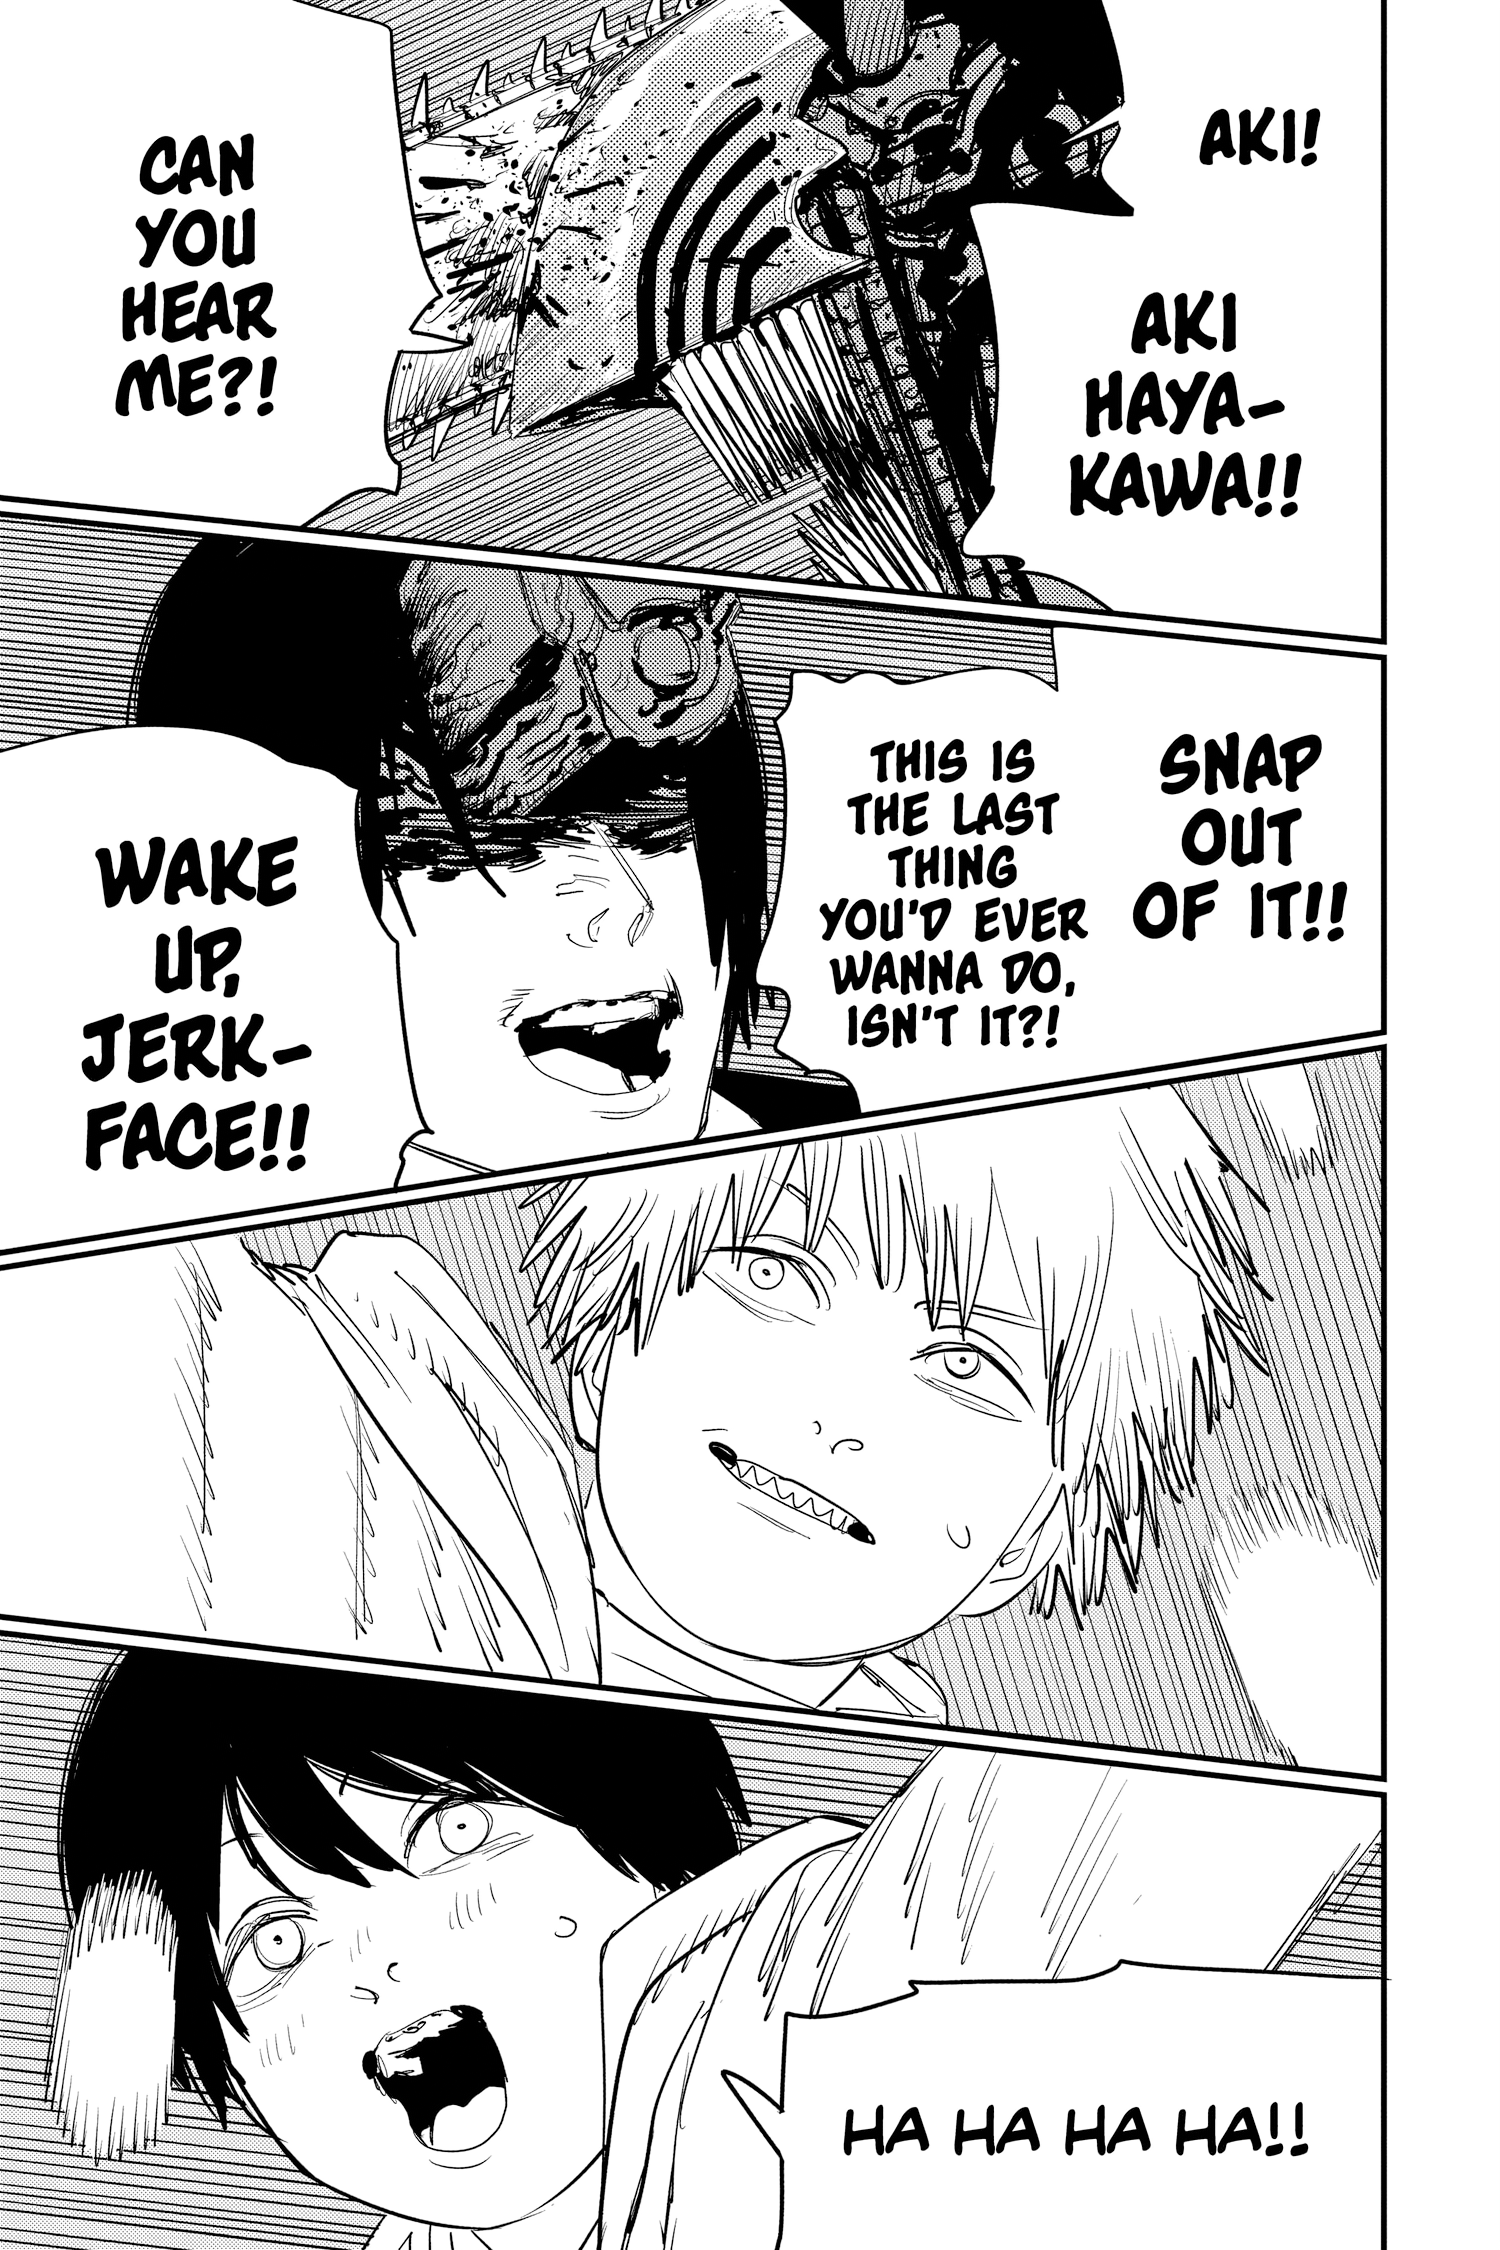 AKI!
AKI
HAYA-
KAWA!!
CAN
YOU
HEAR
ME?!
SNAP
OUT
OF IT!!
THIS IS
THE LAST
THING
YOU'D EVER
WANNA DO,
ISN'T IT?!
WAKE
UP,
JERK-
FACE!!
HA HA HA HA!!